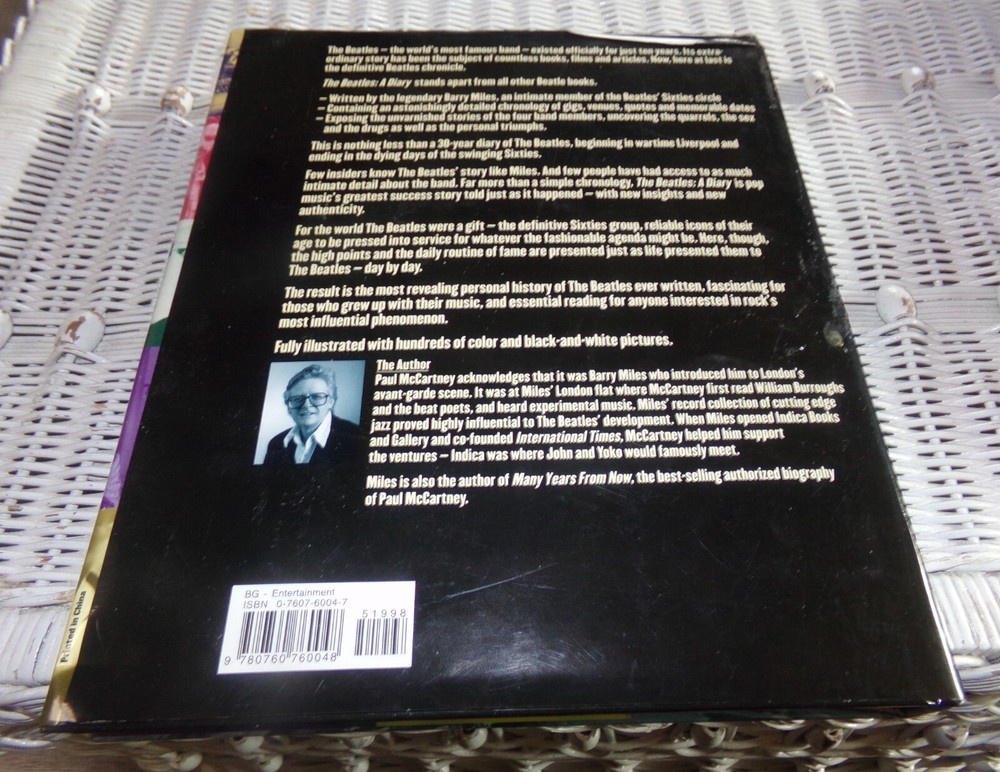 The Beatles – the world's most famous band – existed officially for just ten years. Its extra-
ordinary story has been the subject of countless books, films and articles. Now, here at last is
the definitive Beatles chronicle.
The Beatles: A Diary stands apart from all other Beatle books.
– Written by the legendary Barry Miles, an intimate member of the Beatles' Sixties circle
– Containing an astonishingly detailed chronology of gigs, venues, quotes and memorable dates
– Exposing the unvarnished stories of the four band members, uncovering the quarrels, the sex
and the drugs as well as the personal triumphs.
This is nothing less than a 30-year diary of The Beatles, beginning in wartime Liverpool and
ending in the dying days of the swinging Sixties.
Few insiders know The Beatles' story like Miles. And few people have had access to as much
intimate detail about the band. Far more than a simple chronology, The Beatles: A Diary is pop
music's greatest success story told just as it happened – with new insights and new
authenticity.
For the world The Beatles were a gift – the definitive Sixties group, reliable icons of their
age to be pressed into service for whatever the fashionable agenda might be. Here, though,
the high points and the daily routine of fame are presented just as life presented them to
The Beatles – day by day.
The result is the most revealing personal history of The Beatles ever written, fascinating for
those who grew up with their music, and essential reading for anyone interested in rock's
most influential phenomenon.
Fully illustrated with hundreds of color and black-and-white pictures.
The Author
Paul McCartney acknowledges that it was Barry Miles who introduced him to London's
avant-garde scene. It was at Miles' London flat where McCartney first read William Burroughs
and the beat poets, and heard experimental music. Miles' record collection of cutting edge
jazz proved highly influential to The Beatles' development. When Miles opened Indica Books
and Gallery and co-founded International Times, McCartney helped him support
the ventures – Indica was where John and Yoko would famously meet.
Miles is also the author of Many Years From Now, the best-selling authorized biography
of Paul McCartney.
BG - Entertainment
ISBN 0-7607-6004-7
51998
9 780760 760048
Printed in China